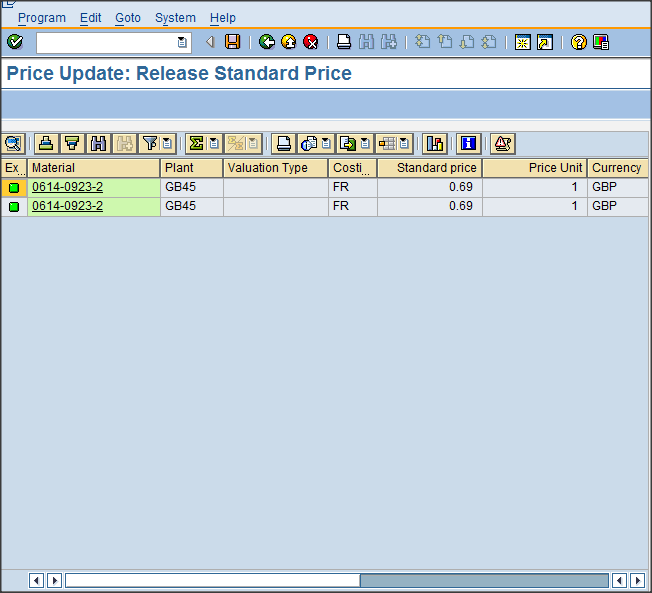 Program Edit Goto System Help
Price Update: Release Standard Price
Ex... Material Plant Valuation Type Costi... Standard price Price Unit Currency
0614-0923-2 GB45 FR 0.69 1 GBP
0614-0923-2 GB45 FR 0.69 1 GBP